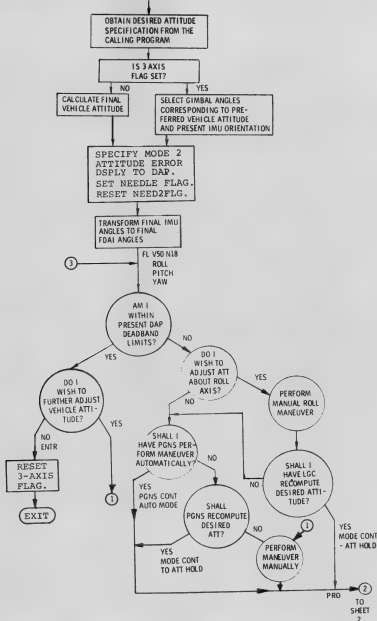 OBTAIN DESIRED ATTITUDE
SPECIFICATION FROM THE
CALLING PROGRAM
IS 3 AXIS
FLAG SET?
NO
YES
CALCULATE FINAL
VEHICLE ATTITUDE
SELECT GIMBAL ANGLES
CORRESPONDING TO PRE-
FERRED VEHICLE ATTITUDE
AND PRESENT IMU ORIENTATION
SPECIFY MODE 2
ATTITUDE ERROR
DSPLY TO DAP.
SET NEEDLE FLAG.
RESET NEED2FLG.
TRANSFORM FINAL IMU
ANGLES TO FINAL
FDAI ANGLES
3
FL V50 N18
ROLL
PITCH
YAW
AM I
WITHIN
PRESENT DAP
DEADBAND
LIMITS?
YES
NO
DO I
WISH TO
FURTHER ADJUST
VEHICLE ATTI-
TUDE?
DO I
WISH TO
ADJUST ATT
ABOUT ROLL
AXIS?
YES
NO
PERFORM
MANUAL ROLL
MANEUVER
NO
ENTR
YES
RESET
3-AXIS
FLAG.
EXIT
1
SHALL I
HAVE PGNS PER-
FORM MANEUVER
AUTOMATICALLY?
NO
YES
PGNS CONT
AUTO MODE
SHALL I
HAVE LGC
RECOMPUTE
DESIRED ATTI-
TUDE?
NO
YES
MODE CONT
- ATT HOLD
SHALL
PGNS RECOMPUTE
DESIRED
ATT?
NO
YES
MODE CONT
TO ATT HOLD
1
PERFORM
MANEUVER
MANUALLY
PRO
2
TO
SHEET
2